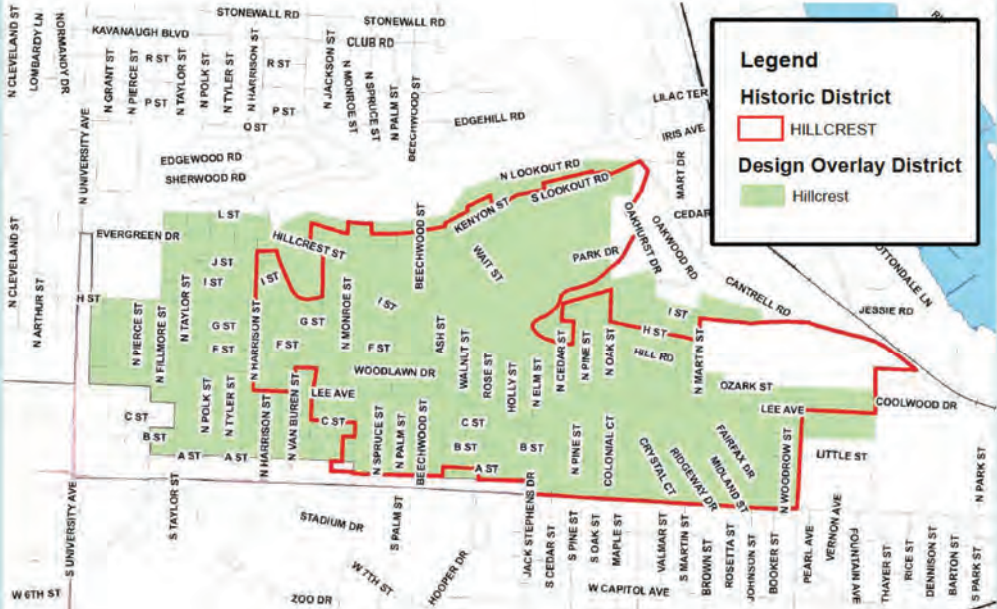 STONEWALL RD
STONEWALL RD
KAVANAUGH BLVD
CLUB RD
N CLEVELAND ST
LOMBARDY LN
NORMANDY DR
N GRANT ST
N PIERCE ST
R ST
P ST
N TAYLOR ST
N POLK ST
N TYLER ST
N HARRISON ST
R ST
P ST
O ST
N JACKSON ST
N MONROE ST
N SPRUCE ST
N PALM ST
BEECHWOOD ST
EDGEHILL RD
LILAC TER
IRIS AVE
MART DR
CEDAR
Legend
Historic District
HILLCREST
Design Overlay District
Hillcrest
N UNIVERSITY AVE
EDGEWOOD RD
SHERWOOD RD
N LOOKOUT RD
S LOOKOUT RD
KENYON ST
L ST
EVERGREEN DR
HILLCREST ST
BEECHWOOD ST
WAIT ST
PARK DR
OAKHURST DR
OAKWOOD RD
CANTRELL RD
OTTONDALE LN
JESSIE RD
N CLEVELAND ST
N ARTHUR ST
J ST
I ST
I ST
I ST
I ST
H ST
H ST
N PIERCE ST
N FILLMORE ST
N TAYLOR ST
G ST
G ST
F ST
F ST
F ST
N HARRISON ST
N MONROE ST
ASH ST
WALNUT ST
ROSE ST
HOLLY ST
N ELM ST
N CEDAR ST
N PINE ST
N OAK ST
HILL RD
N MARTIN ST
WOODLAWN DR
OZARK ST
LEE AVE
LEE AVE
COOLWOOD DR
N POLK ST
N TYLER ST
N HARRISON ST
N VAN BUREN ST
C ST
C ST
C ST
B ST
B ST
B ST
A ST
A ST
A ST
N SPRUCE ST
N PALM ST
BEECHWOOD ST
N PINE ST
COLONIAL CT
CRYSTAL CT
RIDGEWAY DR
MIDLAND ST
FAIRFAX DR
N WOODROW ST
LITTLE ST
N PARK ST
S UNIVERSITY AVE
S TAYLOR ST
STADIUM DR
S PALM ST
W 7TH ST
HOOPER DR
JACK STEPHENS DR
S CEDAR ST
S PINE ST
S OAK ST
MAPLE ST
VALMAR ST
S MARTIN ST
BROWN ST
ROSETTA ST
JOHNSON ST
BOOKER ST
PEARL AVE
VERNON AVE
FOUNTAIN AVE
THAYER ST
RICE ST
DENNISON ST
BARTON ST
S PARK ST
W 6TH ST
ZOO DR
W CAPITOL AVE